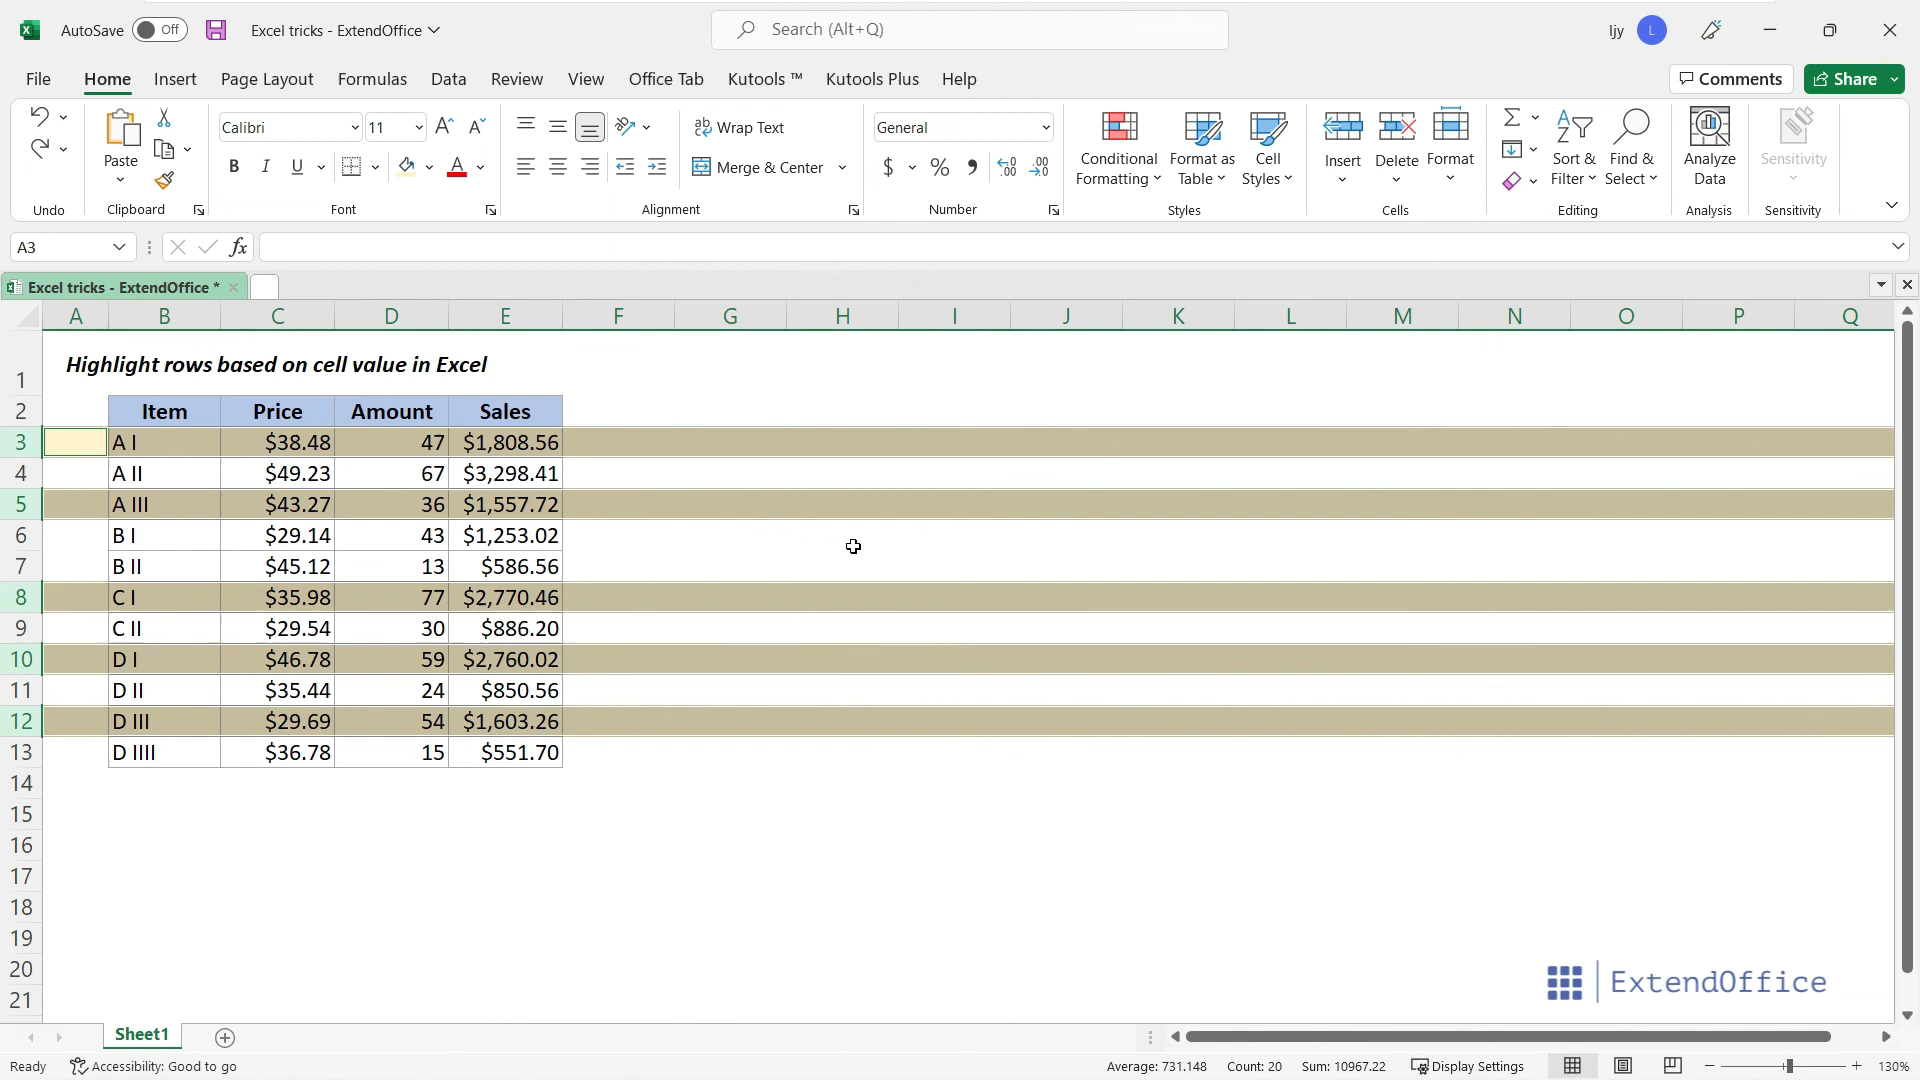 AutoSave Off Excel tricks - ExtendOffice Search (Alt+Q) ljy L
File Home Insert Page Layout Formulas Data Review View Office Tab Kutools ™ Kutools Plus Help Comments Share
Calibri 11 Wrap Text General
Paste B I U A Merge & Center $ % , Conditional Formatting Format as Table Cell Styles Insert Delete Format Sort & Filter Find & Select Analyze Data Sensitivity
Undo Clipboard Font Alignment Number Styles Cells Editing Analysis Sensitivity
A3 fx
Excel tricks - ExtendOffice *
A B C D E F G H I J K L M N O P Q
1 Highlight rows based on cell value in Excel
2 Item Price Amount Sales
3 A I $38.48 47 $1,808.56
4 A II $49.23 67 $3,298.41
5 A III $43.27 36 $1,557.72
6 B I $29.14 43 $1,253.02
7 B II $45.12 13 $586.56
8 C I $35.98 77 $2,770.46
9 C II $29.54 30 $886.20
10 D I $46.78 59 $2,760.02
11 D II $35.44 24 $850.56
12 D III $29.69 54 $1,603.26
13 D IIII $36.78 15 $551.70
14
15
16
17
18
19
20 ExtendOffice
21
Sheet1
Ready Accessibility: Good to go Average: 731.148 Count: 20 Sum: 10967.22 Display Settings 130%